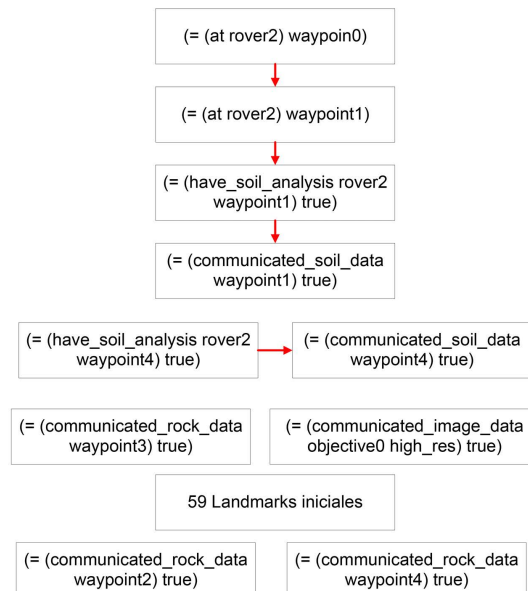 (= (at rover2) waypoin0)
(= (at rover2) waypoint1)
(= (have_soil_analysis rover2
waypoint1) true)
(= (communicated_soil_data
waypoint1) true)
(= (have_soil_analysis rover2
waypoint4) true)
(= (communicated_soil_data
waypoint4) true)
(= (communicated_rock_data
waypoint3) true)
(= (communicated_image_data
objective0 high_res) true)
59 Landmarks iniciales
(= (communicated_rock_data
waypoint2) true)
(= (communicated_rock_data
waypoint4) true)